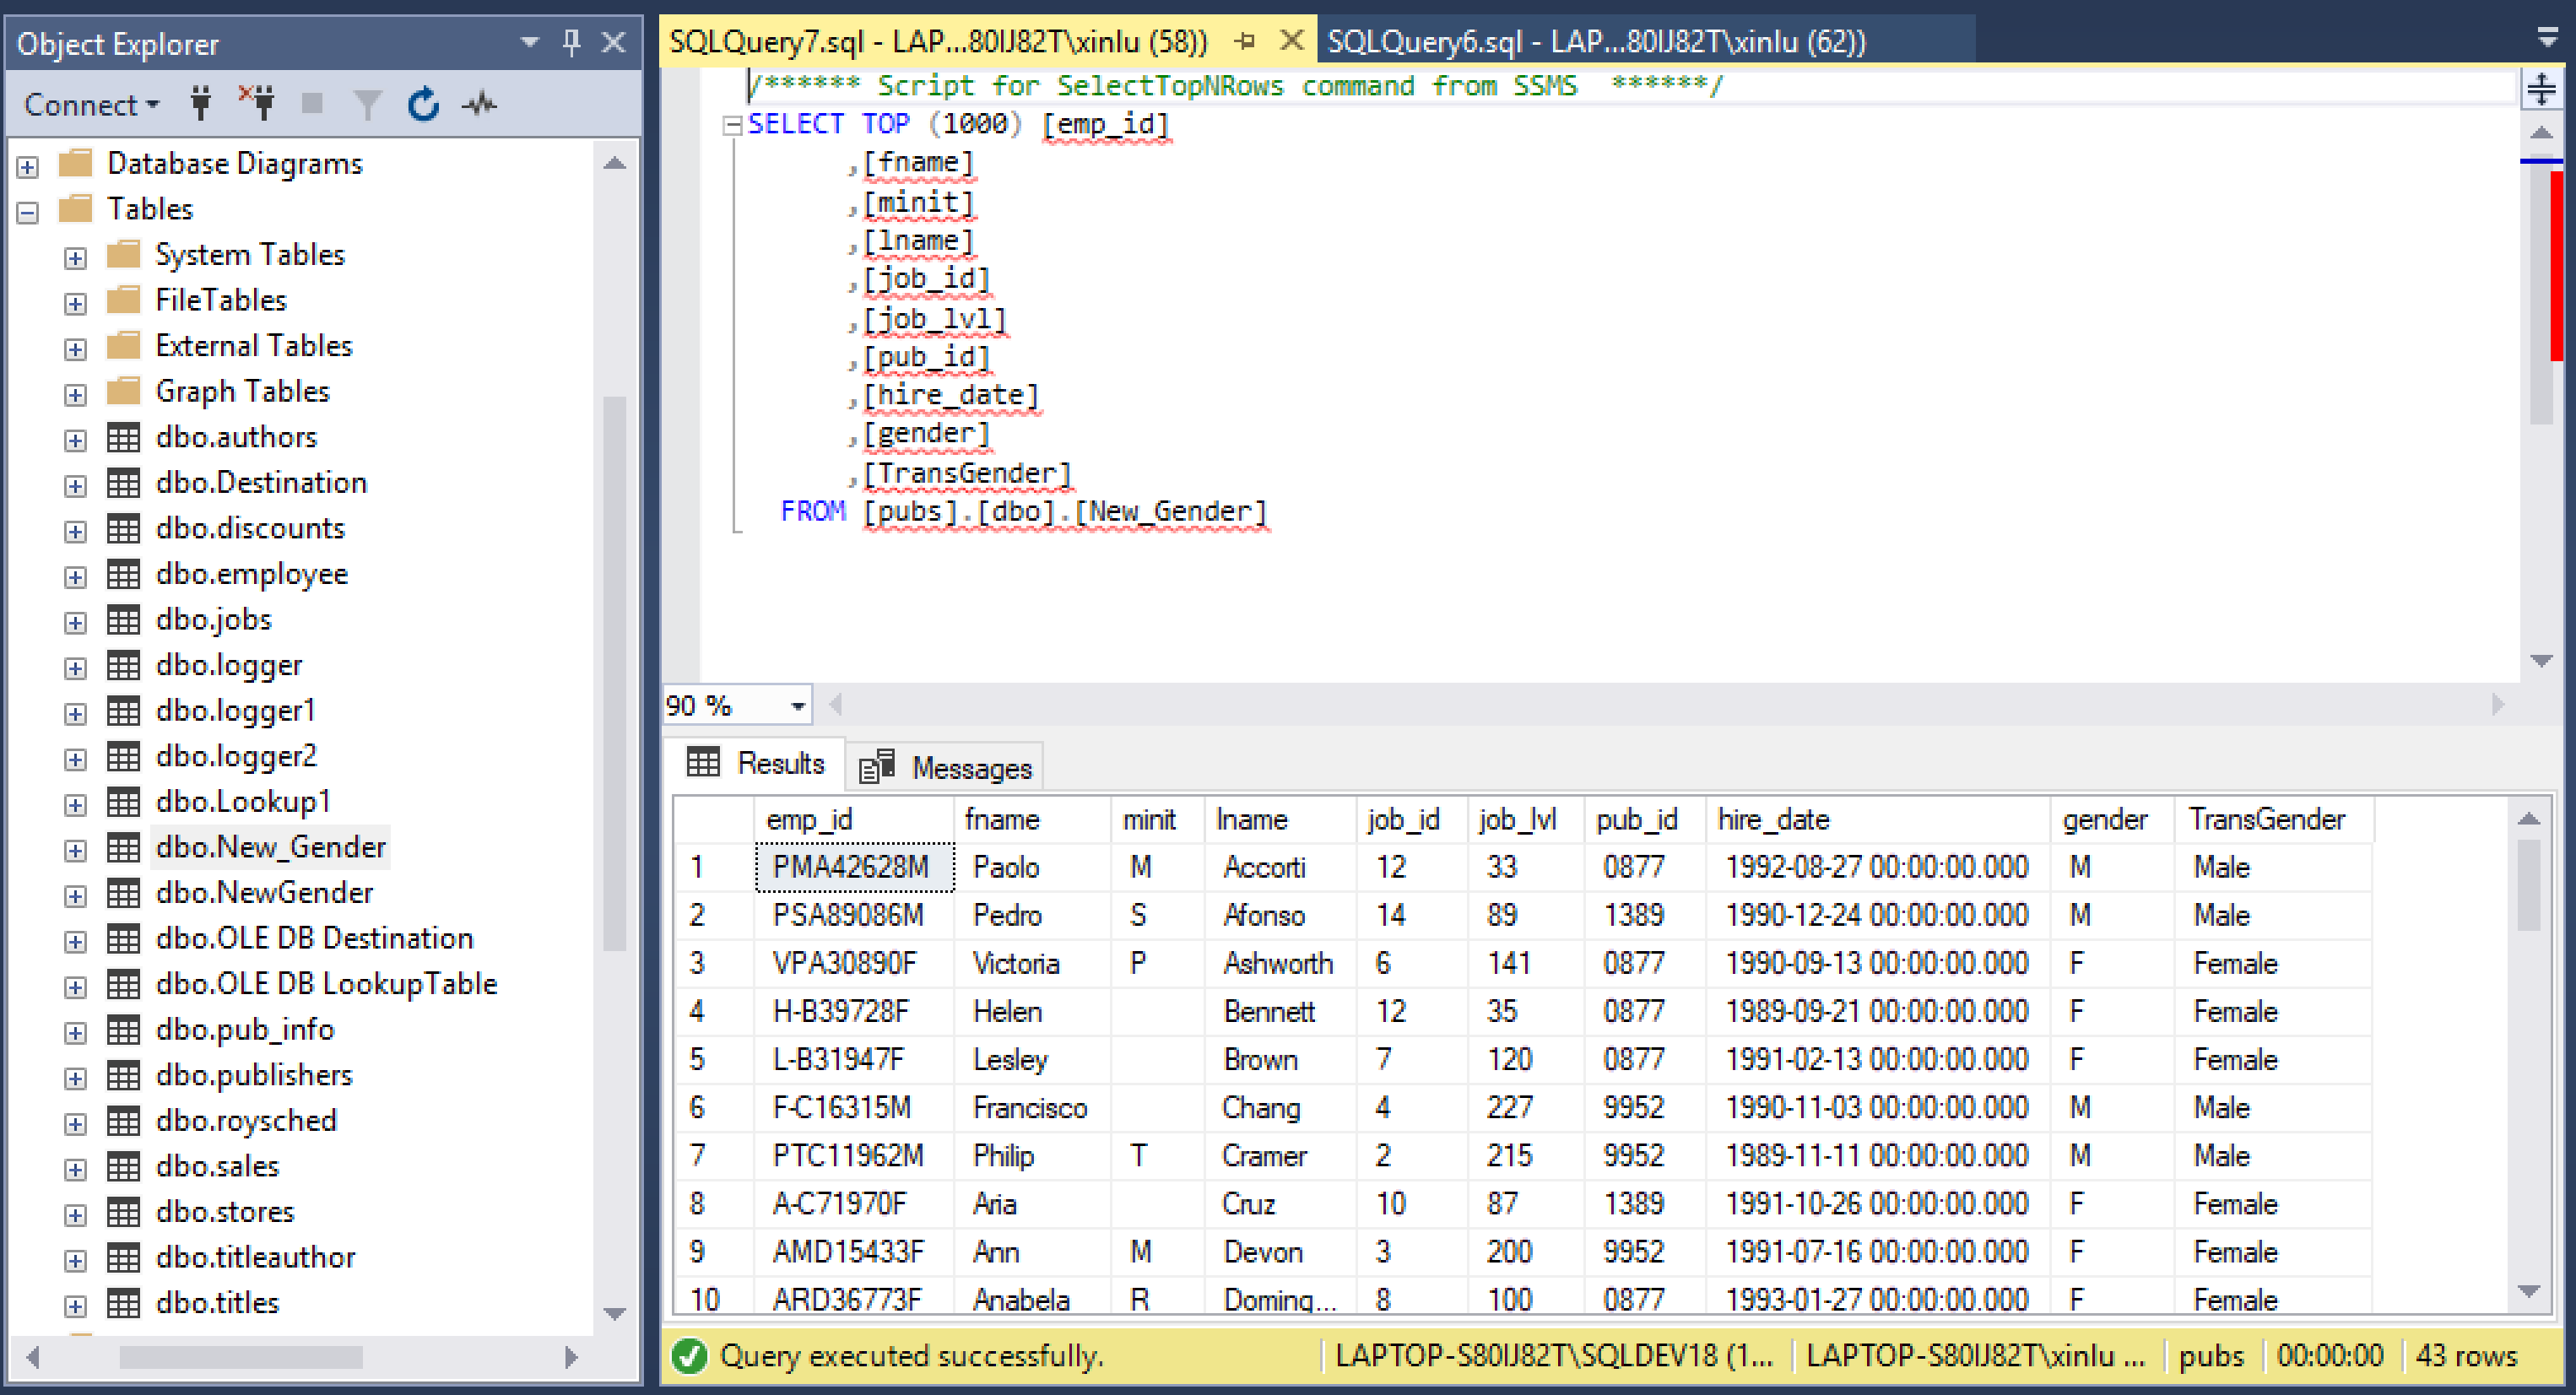 Object Explorer
Connect
Database Diagrams
Tables
System Tables
FileTables
External Tables
Graph Tables
dbo.authors
dbo.Destination
dbo.discounts
dbo.employee
dbo.jobs
dbo.logger
dbo.logger1
dbo.logger2
dbo.Lookup1
dbo.New_Gender
dbo.NewGender
dbo.OLE DB Destination
dbo.OLE DB LookupTable
dbo.pub_info
dbo.publishers
dbo.roysched
dbo.sales
dbo.stores
dbo.titleauthor
dbo.titles
SQLQuery7.sql - LAP...80IJ82T\xinlu (58)) SQLQuery6.sql - LAP...80IJ82T\xinlu (62))
/****** Script for SelectTopNRows command from SSMS ******/
SELECT TOP (1000) [emp_id]
,[fname]
,[minit]
,[lname]
,[job_id]
,[job_lvl]
,[pub_id]
,[hire_date]
,[gender]
,[TransGender]
FROM [pubs].[dbo].[New_Gender]
90 %
Results Messages
emp_id fname minit lname job_id job_lvl pub_id hire_date gender TransGender
1 PMA42628M Paolo M Accorti 12 33 0877 1992-08-27 00:00:00.000 M Male
2 PSA89086M Pedro S Afonso 14 89 1389 1990-12-24 00:00:00.000 M Male
3 VPA30890F Victoria P Ashworth 6 141 0877 1990-09-13 00:00:00.000 F Female
4 H-B39728F Helen Bennett 12 35 0877 1989-09-21 00:00:00.000 F Female
5 L-B31947F Lesley Brown 7 120 0877 1991-02-13 00:00:00.000 F Female
6 F-C16315M Francisco Chang 4 227 9952 1990-11-03 00:00:00.000 M Male
7 PTC11962M Philip T Cramer 2 215 9952 1989-11-11 00:00:00.000 M Male
8 A-C71970F Aria Cruz 10 87 1389 1991-10-26 00:00:00.000 F Female
9 AMD15433F Ann M Devon 3 200 9952 1991-07-16 00:00:00.000 F Female
10 ARD36773F Anabela R Doming... 8 100 0877 1993-01-27 00:00:00.000 F Female
Query executed successfully. LAPTOP-S80IJ82T\SQLDEV18 (1... LAPTOP-S80IJ82T\xinlu ... pubs 00:00:00 43 rows